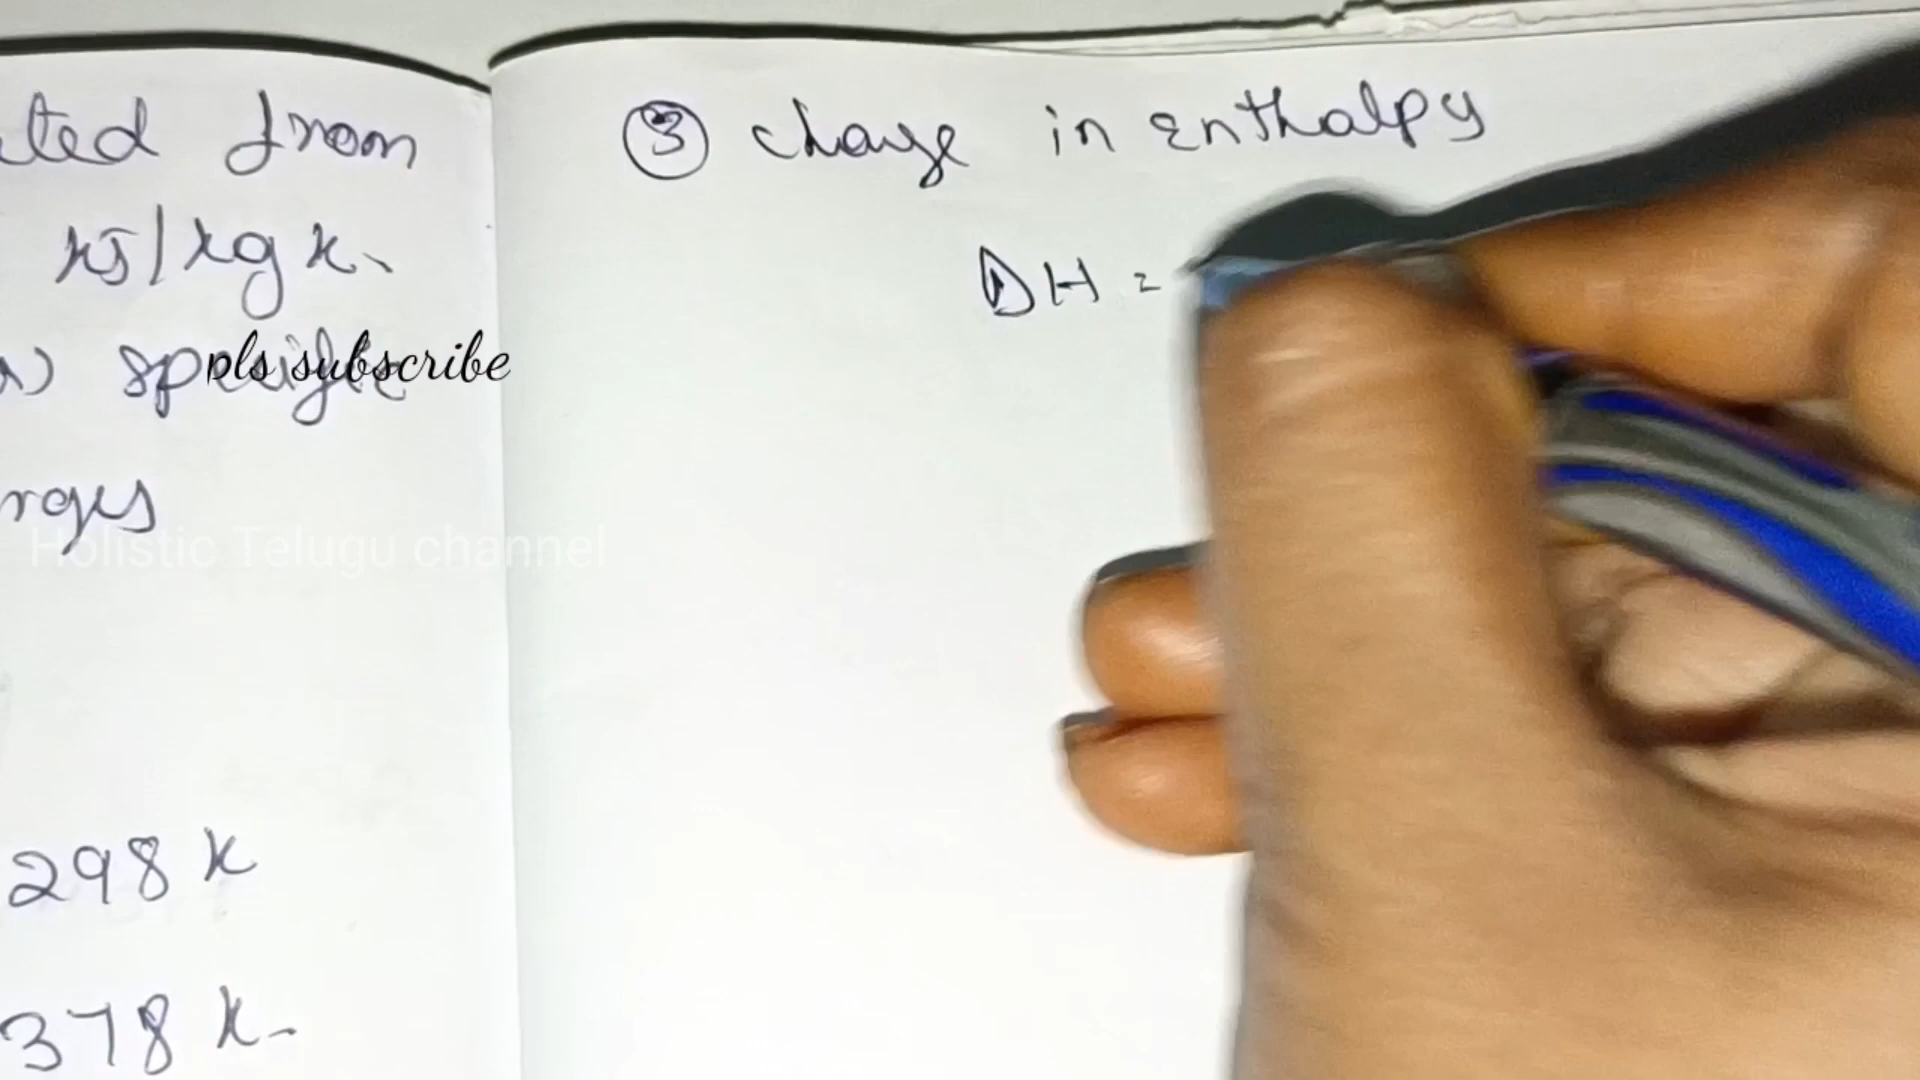 ted from
kJ/kg k.
pls subscribe
Holistic Telugu channel
298 K
378 K.
③ change in Enthalpy
ΔH =